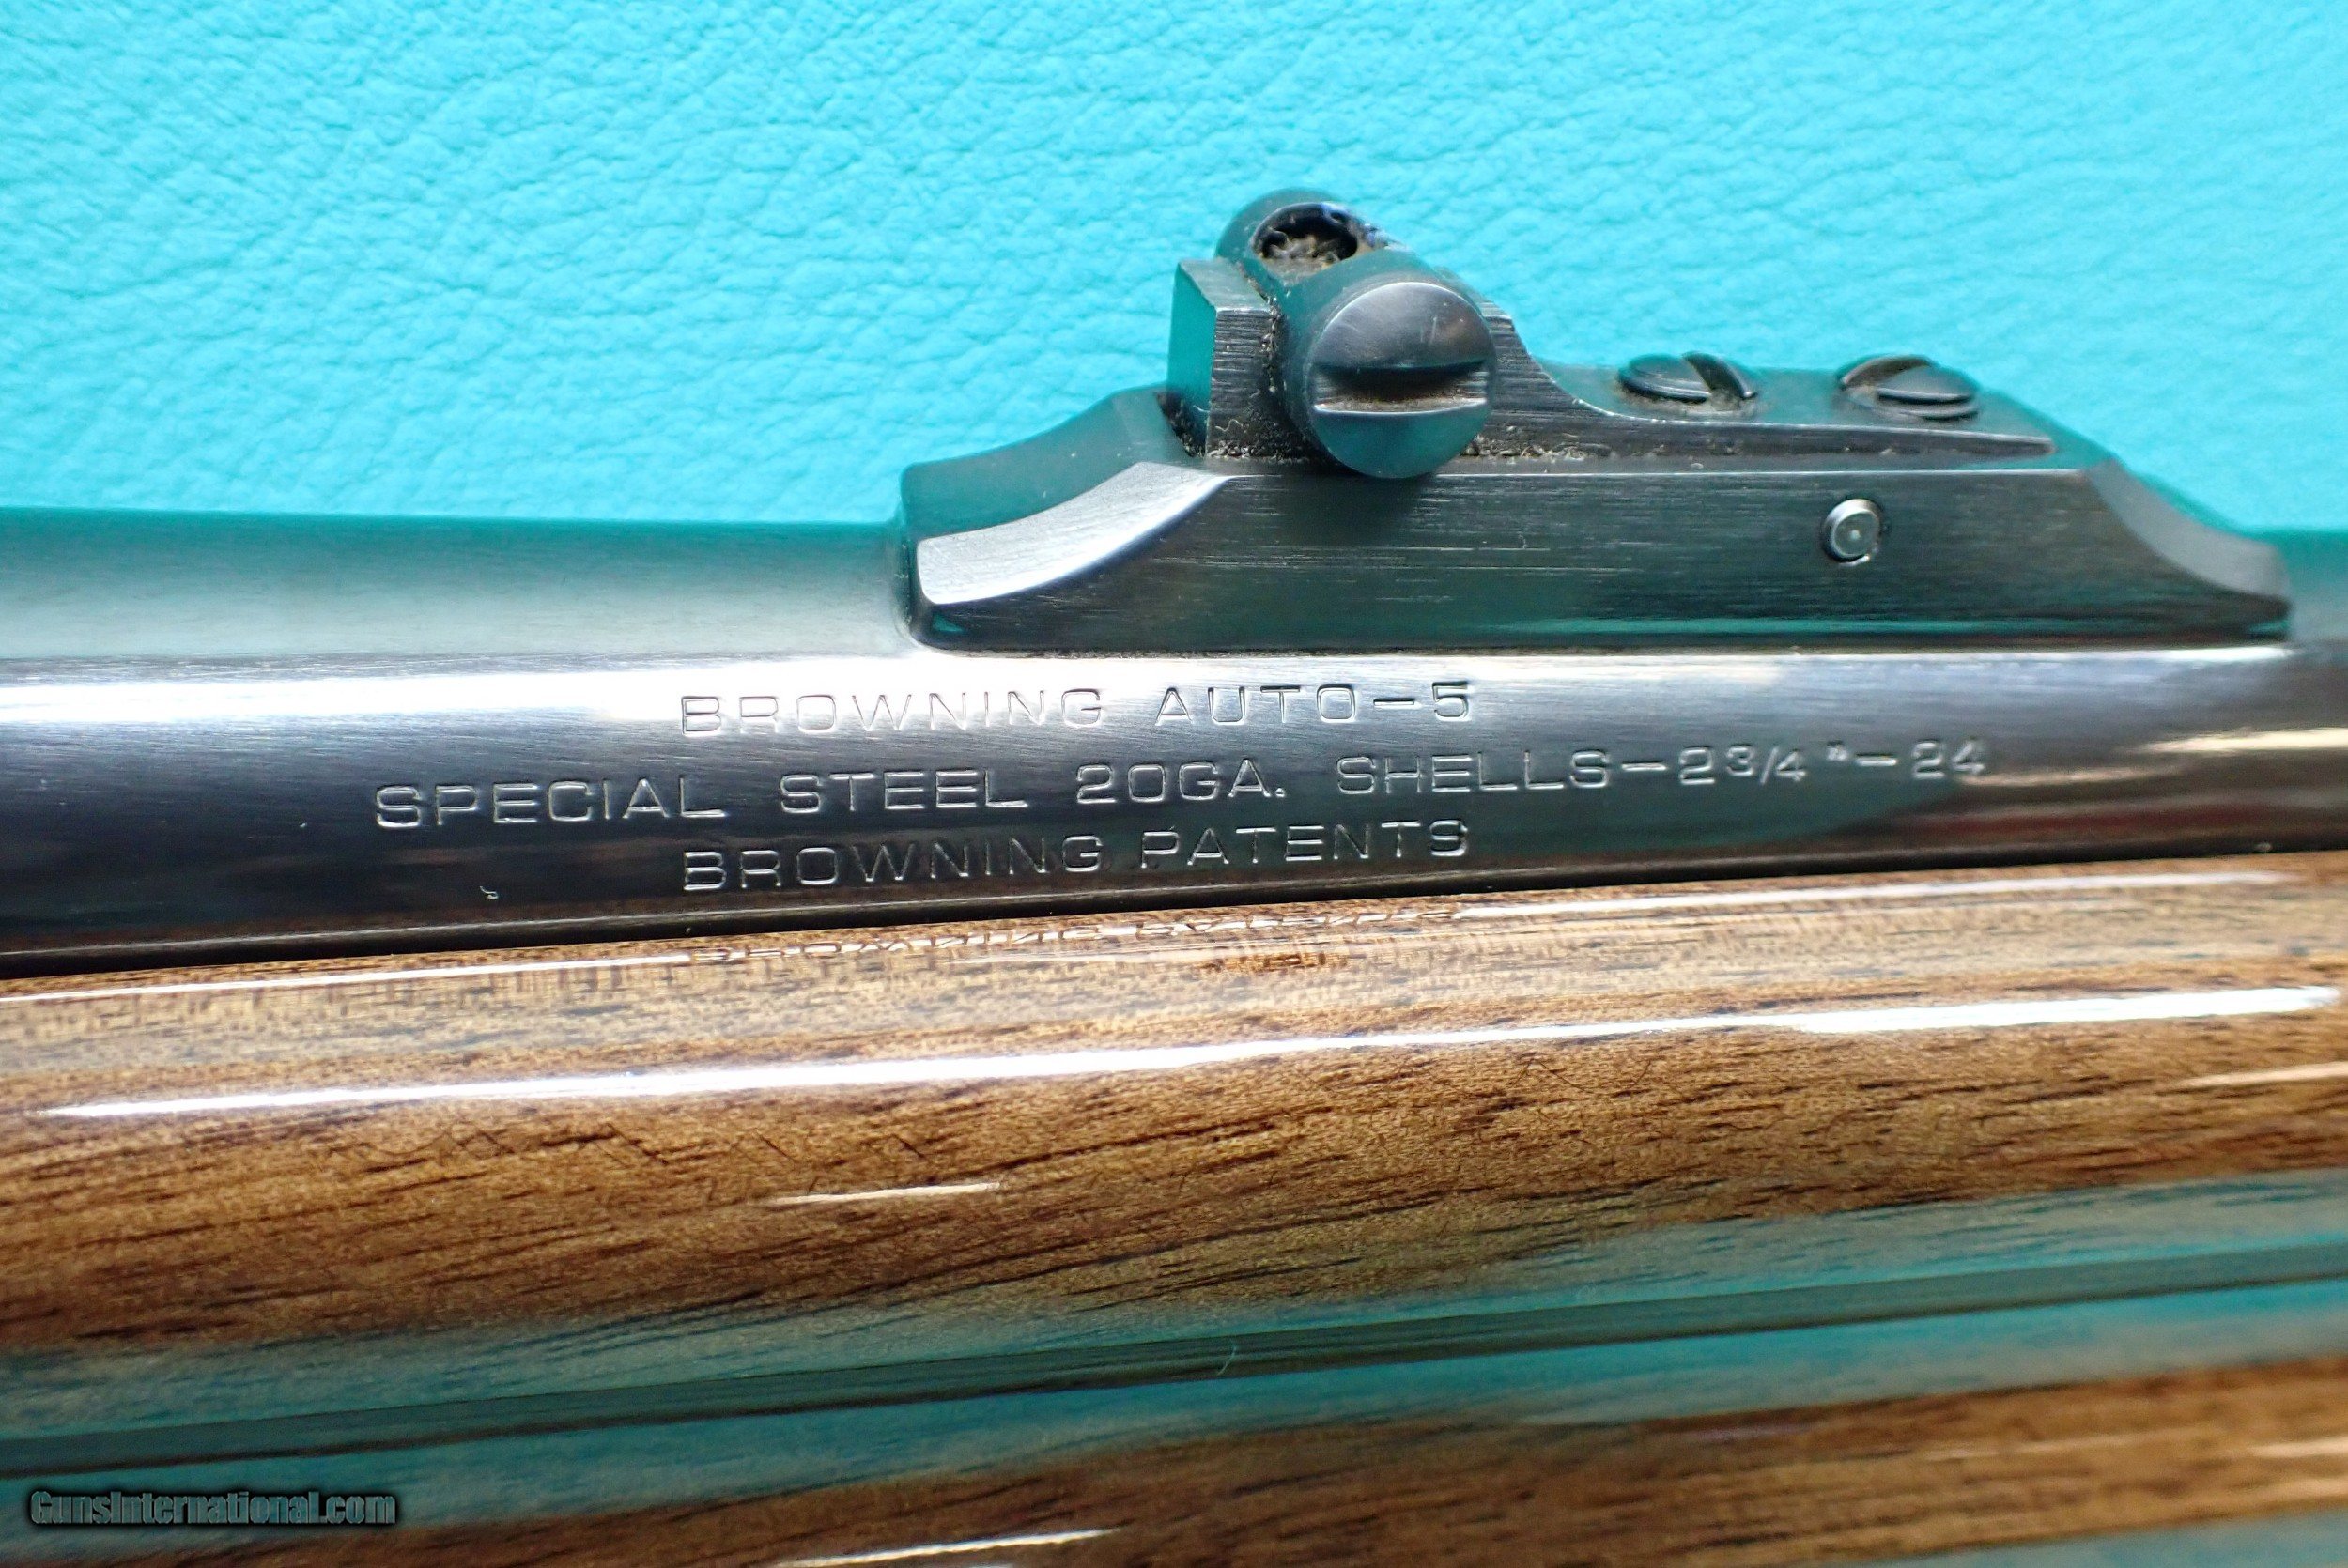 BROWNING AUTO-5
SPECIAL STEEL 20GA. SHELLS-2 3/4"-24
BROWNING PATENTS
GunsInternational.com